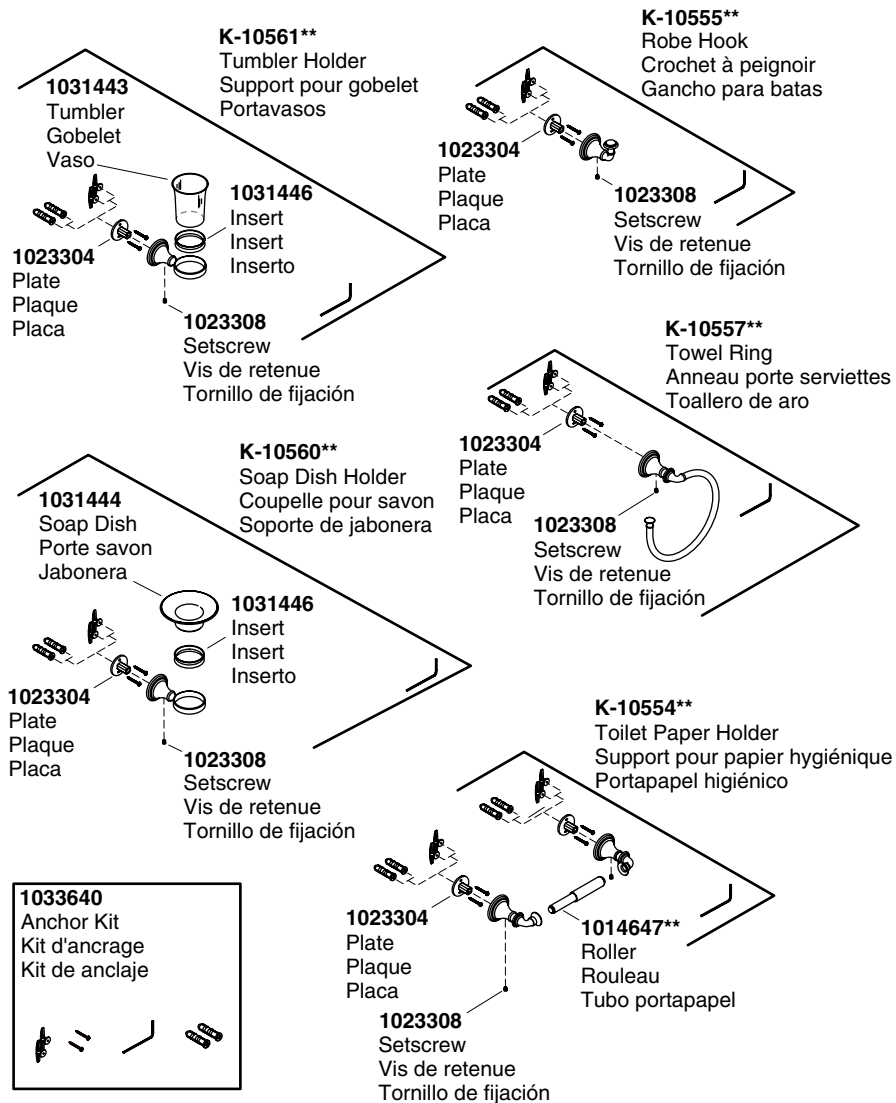 K-10561**
Tumbler Holder
Support pour gobelet
Portavasos
1031443
Tumbler
Gobelet
Vaso
1031446
Insert
Insert
Inserto
1023304
Plate
Plaque
Placa
1023308
Setscrew
Vis de retenue
Tornillo de fijación
K-10555**
Robe Hook
Crochet à peignoir
Gancho para batas
1023304
Plate
Plaque
Placa
1023308
Setscrew
Vis de retenue
Tornillo de fijación
K-10557**
Towel Ring
Anneau porte serviettes
Toallero de aro
1023304
Plate
Plaque
Placa
1023308
Setscrew
Vis de retenue
Tornillo de fijación
K-10560**
Soap Dish Holder
Coupelle pour savon
Soporte de jabonera
1031444
Soap Dish
Porte savon
Jabonera
1031446
Insert
Insert
Inserto
1023304
Plate
Plaque
Placa
1023308
Setscrew
Vis de retenue
Tornillo de fijación
K-10554**
Toilet Paper Holder
Support pour papier hygiénique
Portapapel higiénico
1023304
Plate
Plaque
Placa
1014647**
Roller
Rouleau
Tubo portapapel
1023308
Setscrew
Vis de retenue
Tornillo de fijación
1033640
Anchor Kit
Kit d'ancrage
Kit de anclaje